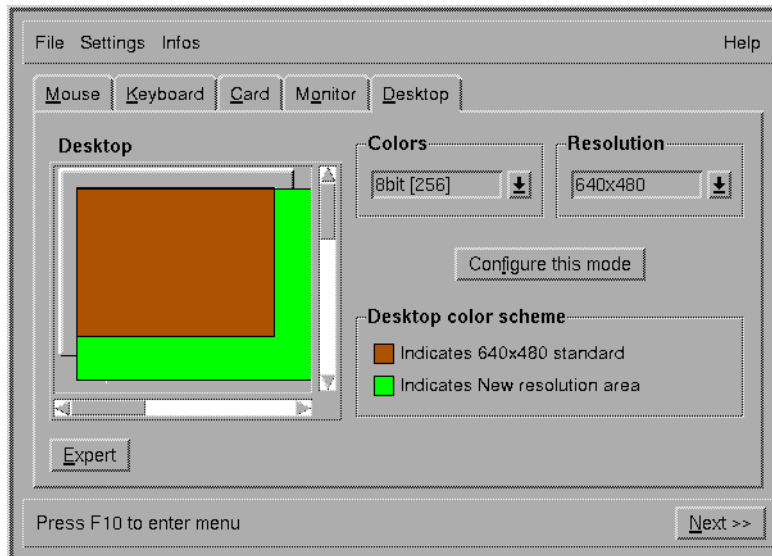 File Settings Infos Help
Mouse Keyboard Card Monitor Desktop
Desktop
Colors
Resolution
8bit [256]
640x480
Configure this mode
Desktop color scheme
Indicates 640x480 standard
Indicates New resolution area
Expert
Press F10 to enter menu
Next >>